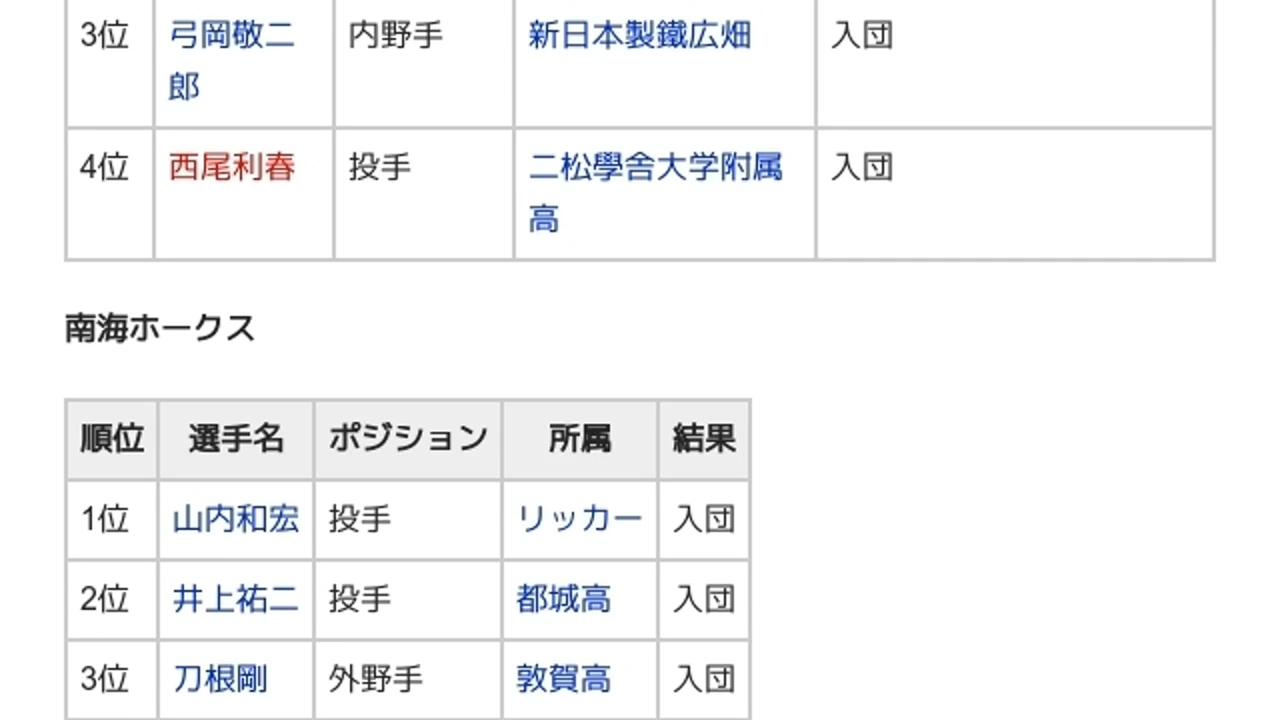 3位 弓岡敬二 内野手 新日本製鐵広畑 入団
郎
4位 西尾利春 投手 二松學舎大学附属 入団
高
南海ホークス
順位 選手名 ポジション 所属 結果
1位 山内和宏 投手 リッカー 入団
2位 井上祐二 投手 都城高 入団
3位 刀根剛 外野手 敦賀高 入団